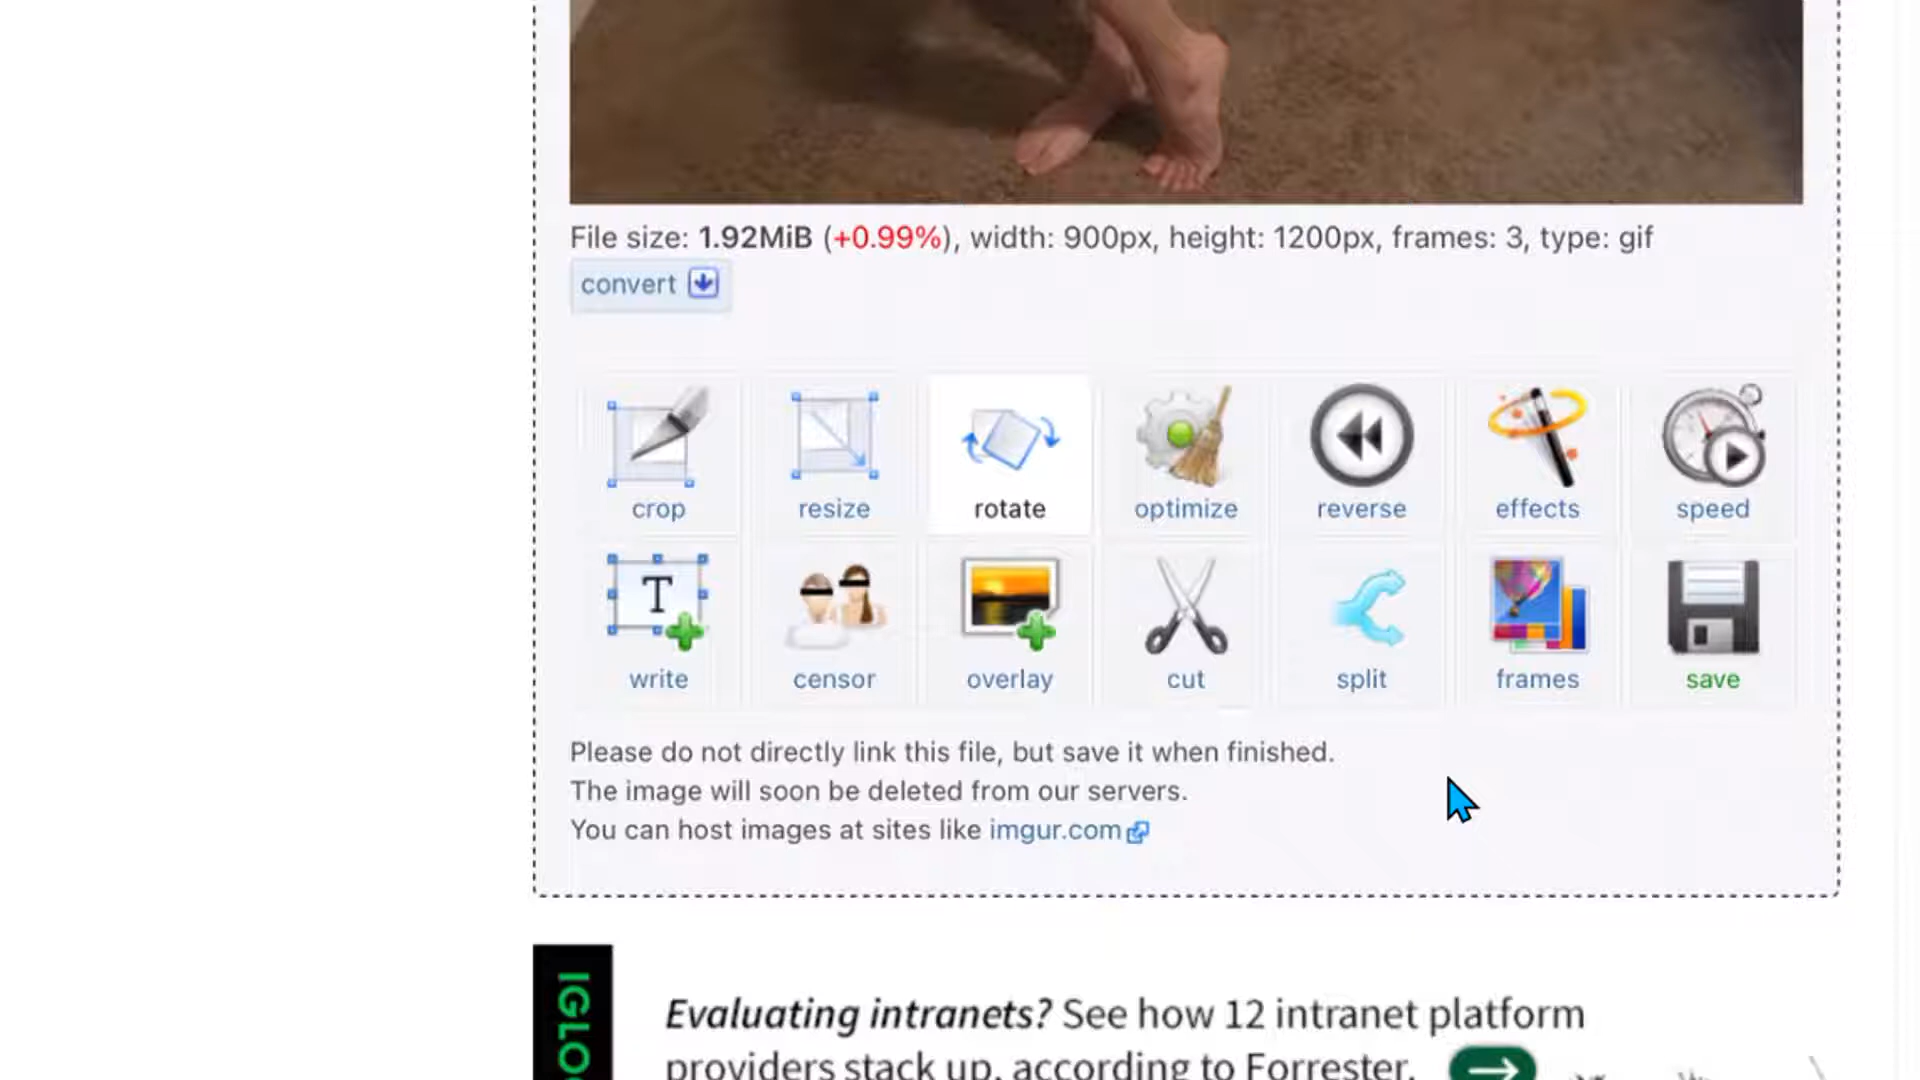 File size: 1.92MiB (+0.99%), width: 900px, height: 1200px, frames: 3, type: gif
convert
crop resize rotate optimize reverse effects speed
T
write censor overlay cut split frames save
Please do not directly link this file, but save it when finished.
The image will soon be deleted from our servers.
You can host images at sites like imgur.com
IGLO
Evaluating intranets? See how 12 intranet platform
providers stack up, according to Forrester.